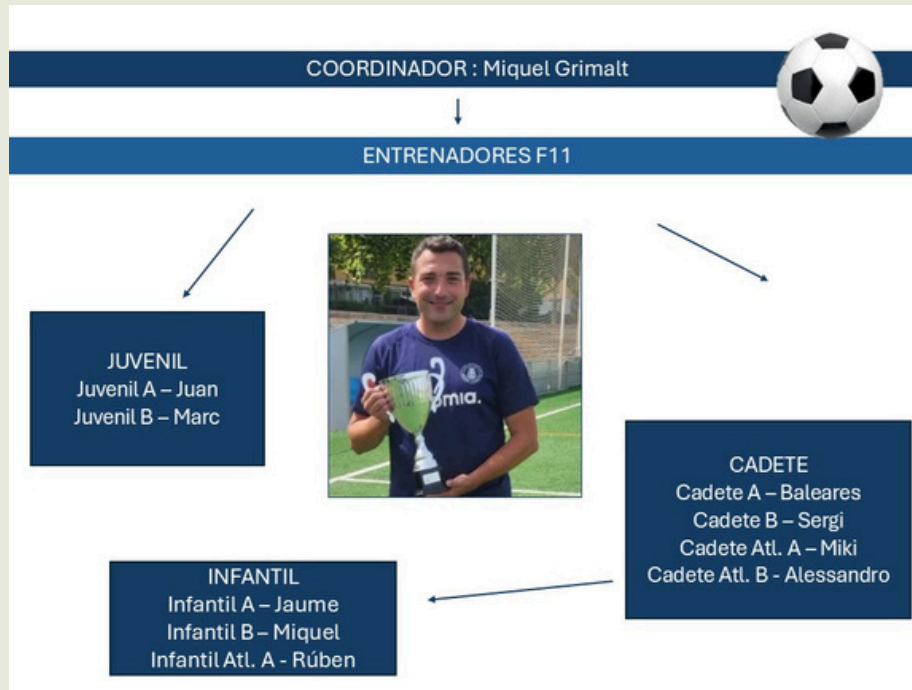 COORDINADOR : Miquel Grimalt
ENTRENADORES F11
JUVENIL
Juvenil A – Juan
Juvenil B – Marc
mia.
CADETE
Cadete A – Baleares
Cadete B – Sergi
Cadete Atl. A – Miki
Cadete Atl. B - Alessandro
INFANTIL
Infantil A – Jaume
Infantil B – Miquel
Infantil Atl. A - Rúben